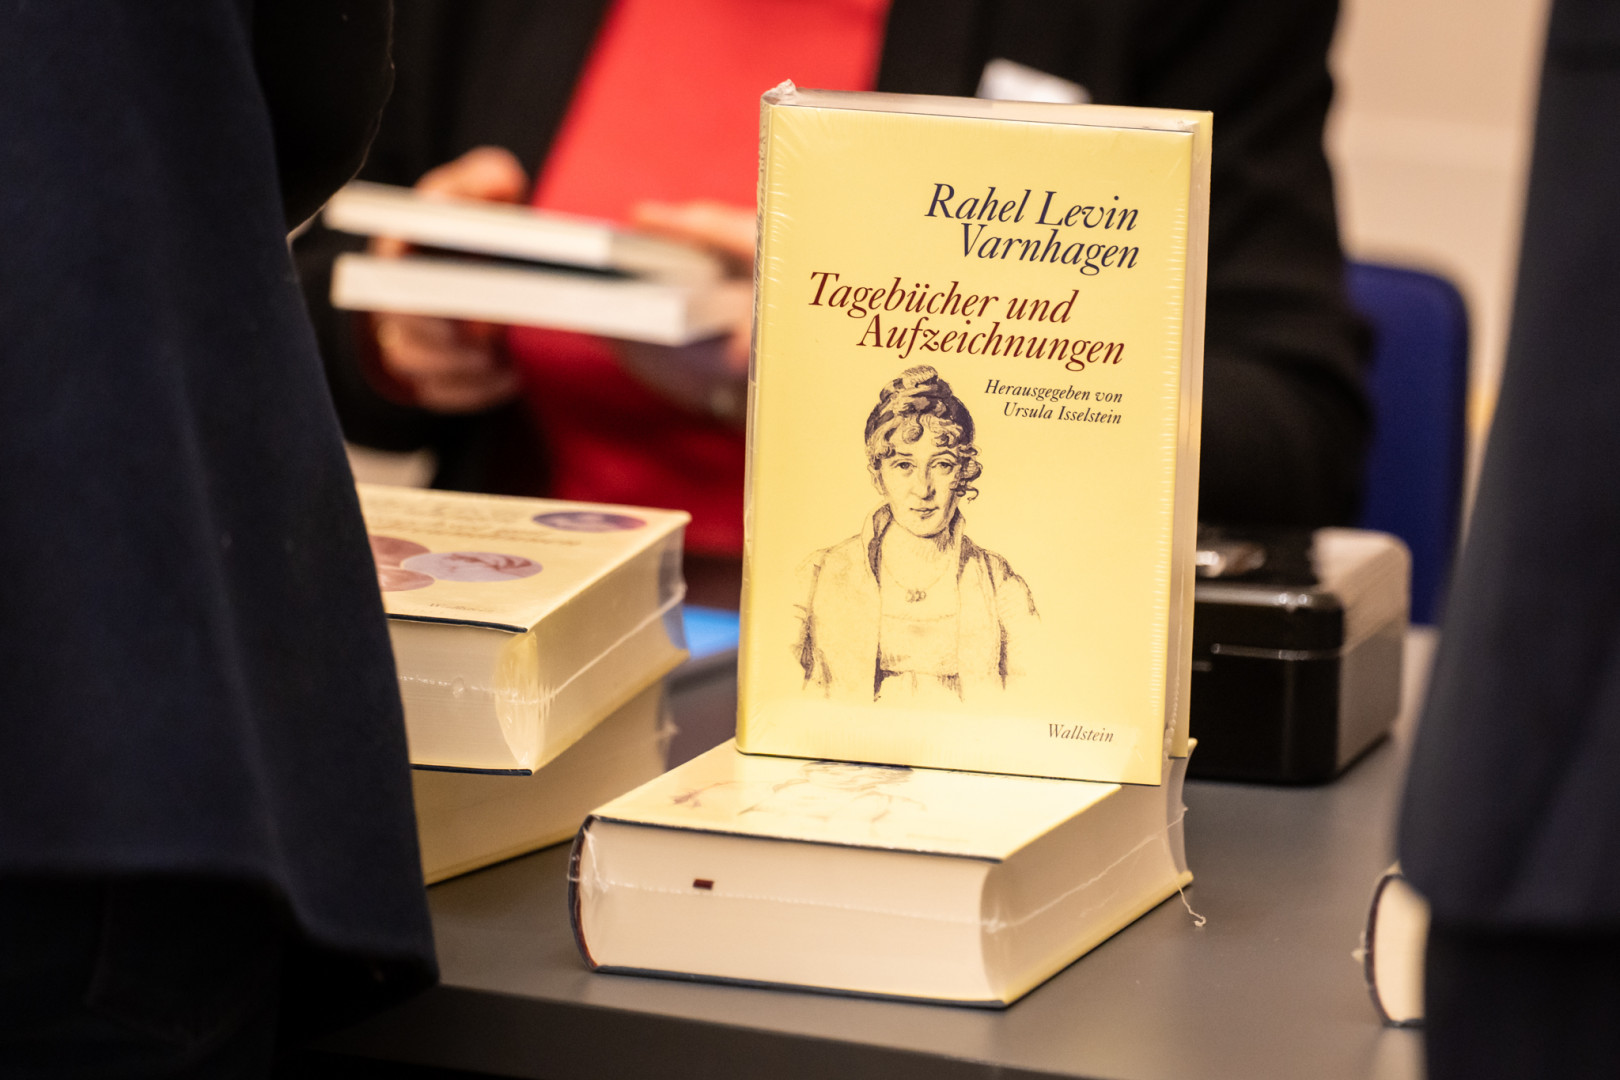 Rahel Levin
Varnhagen
Tagebücher und
Aufzeichnungen
Herausgegeben von
Ursula Isselstein
Wallstein